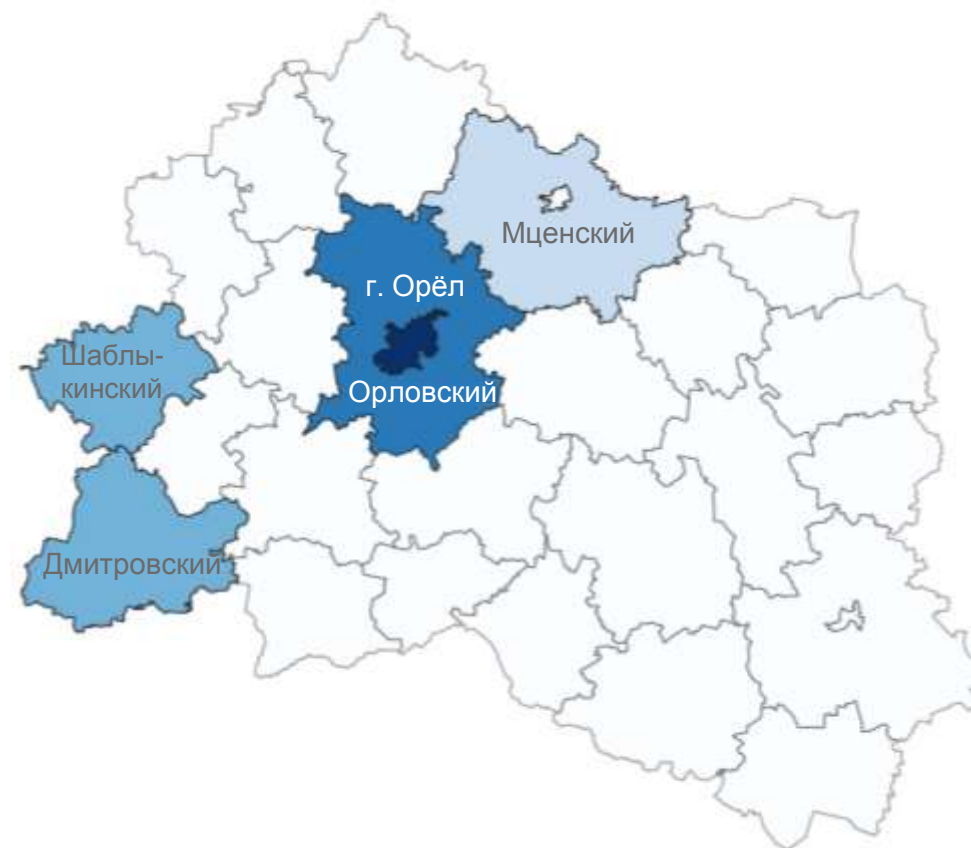 Мценский
г. Орёл
Шаблы-
кинский
Орловский
Дмитровский